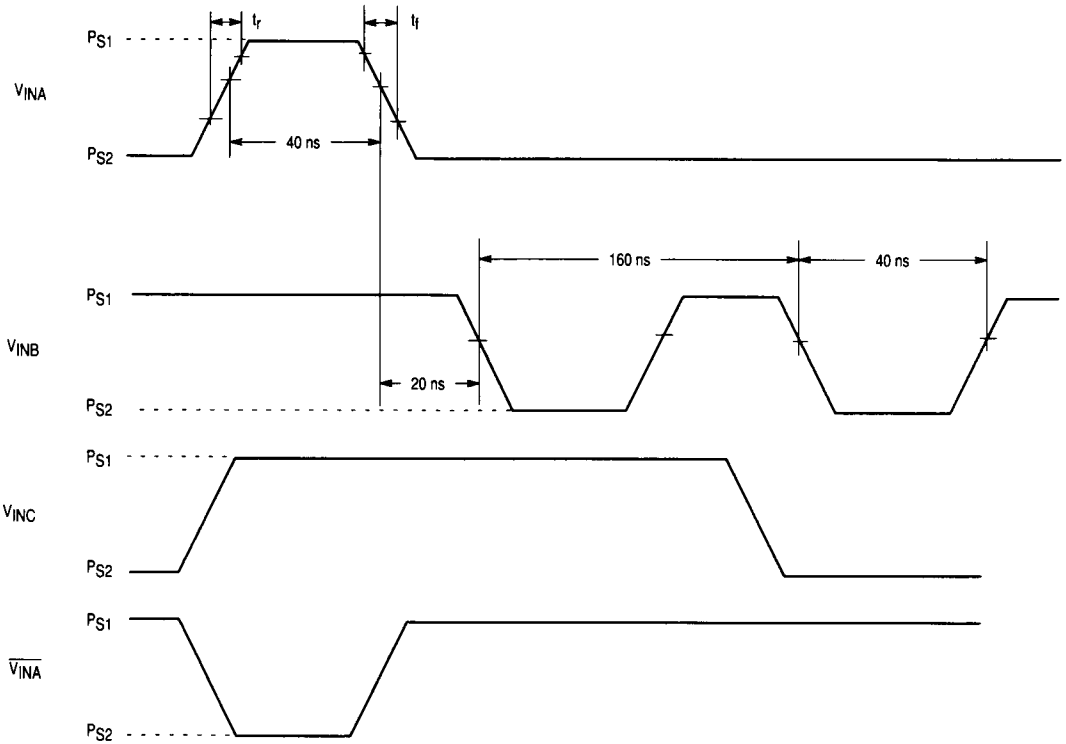 tr
tf
PS1
VINA
40 ns
PS2
160 ns
40 ns
PS1
VINB
20 ns
PS2
PS1
VINC
PS2
PS1
VINA
PS2